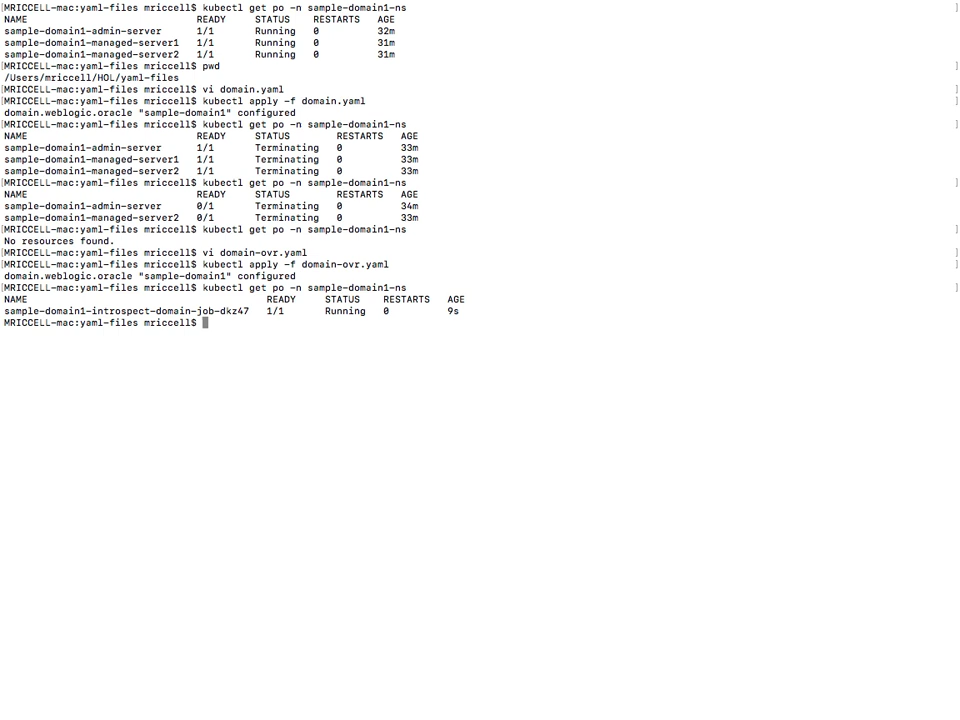 [MRICCELL-mac:yaml-files mriccell$ kubectl get po -n sample-domain1-ns ]
NAME READY STATUS RESTARTS AGE
sample-domain1-admin-server 1/1 Running 0 32m
sample-domain1-managed-server1 1/1 Running 0 31m
sample-domain1-managed-server2 1/1 Running 0 31m
[MRICCELL-mac:yaml-files mriccell$ pwd ]
/Users/mriccell/HOL/yaml-files
[MRICCELL-mac:yaml-files mriccell$ vi domain.yaml ]
[MRICCELL-mac:yaml-files mriccell$ kubectl apply -f domain.yaml ]
domain.weblogic.oracle "sample-domain1" configured
[MRICCELL-mac:yaml-files mriccell$ kubectl get po -n sample-domain1-ns ]
NAME READY STATUS RESTARTS AGE
sample-domain1-admin-server 1/1 Terminating 0 33m
sample-domain1-managed-server1 1/1 Terminating 0 33m
sample-domain1-managed-server2 1/1 Terminating 0 33m
[MRICCELL-mac:yaml-files mriccell$ kubectl get po -n sample-domain1-ns ]
NAME READY STATUS RESTARTS AGE
sample-domain1-admin-server 0/1 Terminating 0 34m
sample-domain1-managed-server2 0/1 Terminating 0 33m
[MRICCELL-mac:yaml-files mriccell$ kubectl get po -n sample-domain1-ns ]
No resources found.
[MRICCELL-mac:yaml-files mriccell$ vi domain-ovr.yaml ]
[MRICCELL-mac:yaml-files mriccell$ kubectl apply -f domain-ovr.yaml ]
domain.weblogic.oracle "sample-domain1" configured
[MRICCELL-mac:yaml-files mriccell$ kubectl get po -n sample-domain1-ns ]
NAME READY STATUS RESTARTS AGE
sample-domain1-introspect-domain-job-dkz47 1/1 Running 0 9s
MRICCELL-mac:yaml-files mriccell$